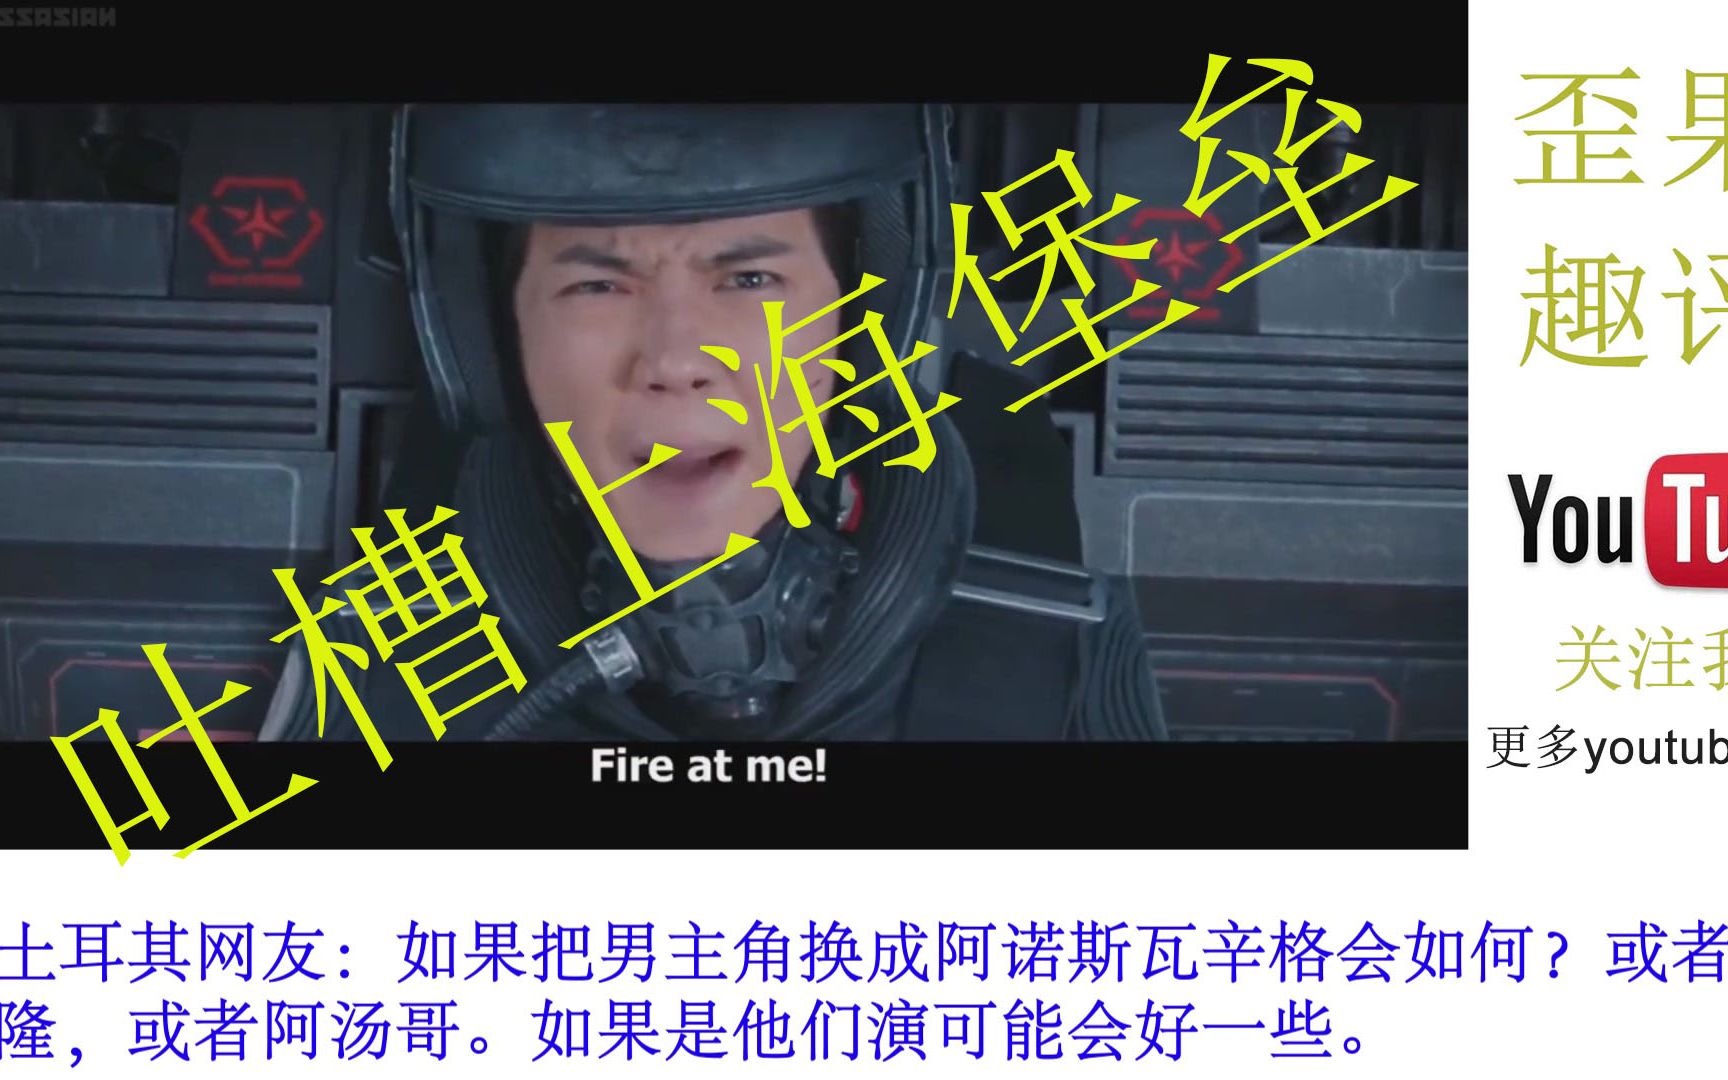 吐槽上海堡垒
Fire at me!
歪果
趣评
You Tu
关注我
更多youtub
土耳其网友：如果把男主角换成阿诺斯瓦辛格会如何？或者
隆，或者阿汤哥。如果是他们演可能会好一些。